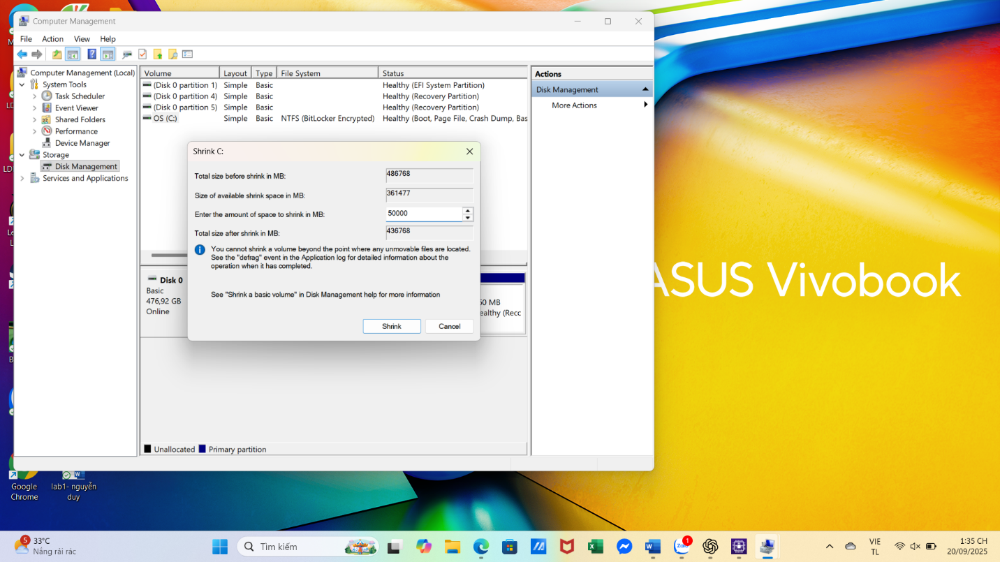 Computer Management
File Action View Help
Computer Management (Local)
System Tools
Task Scheduler
Event Viewer
Shared Folders
Performance
Device Manager
Storage
Disk Management
Services and Applications
Volume Layout Type File System Status
(Disk 0 partition 1) Simple Basic Healthy (EFI System Partition)
(Disk 0 partition 4) Simple Basic Healthy (Recovery Partition)
(Disk 0 partition 5) Simple Basic Healthy (Recovery Partition)
OS (C:) Simple Basic NTFS (BitLocker Encrypted) Healthy (Boot, Page File, Crash Dump, Bas
Actions
Disk Management
More Actions
Shrink C:
Total size before shrink in MB: 486768
Size of available shrink space in MB: 361477
Enter the amount of space to shrink in MB: 50000
Total size after shrink in MB: 436768
You cannot shrink a volume beyond the point where any unmovable files are located.
See the "defrag" event in the Application log for detailed information about the
operation when it has completed.
See "Shrink a basic volume" in Disk Management help for more information
Shrink Cancel
Disk 0
Basic
476,92 GB
Online
50 MB
ealthy (Recc
Unallocated Primary partition
ASUS Vivobook
Google
Chrome
lab1- nguyễn
duy
5
33°C
Nắng rải rác
Tìm kiếm
Zalo
1
VIE
TL
1:35 CH
20/09/2025